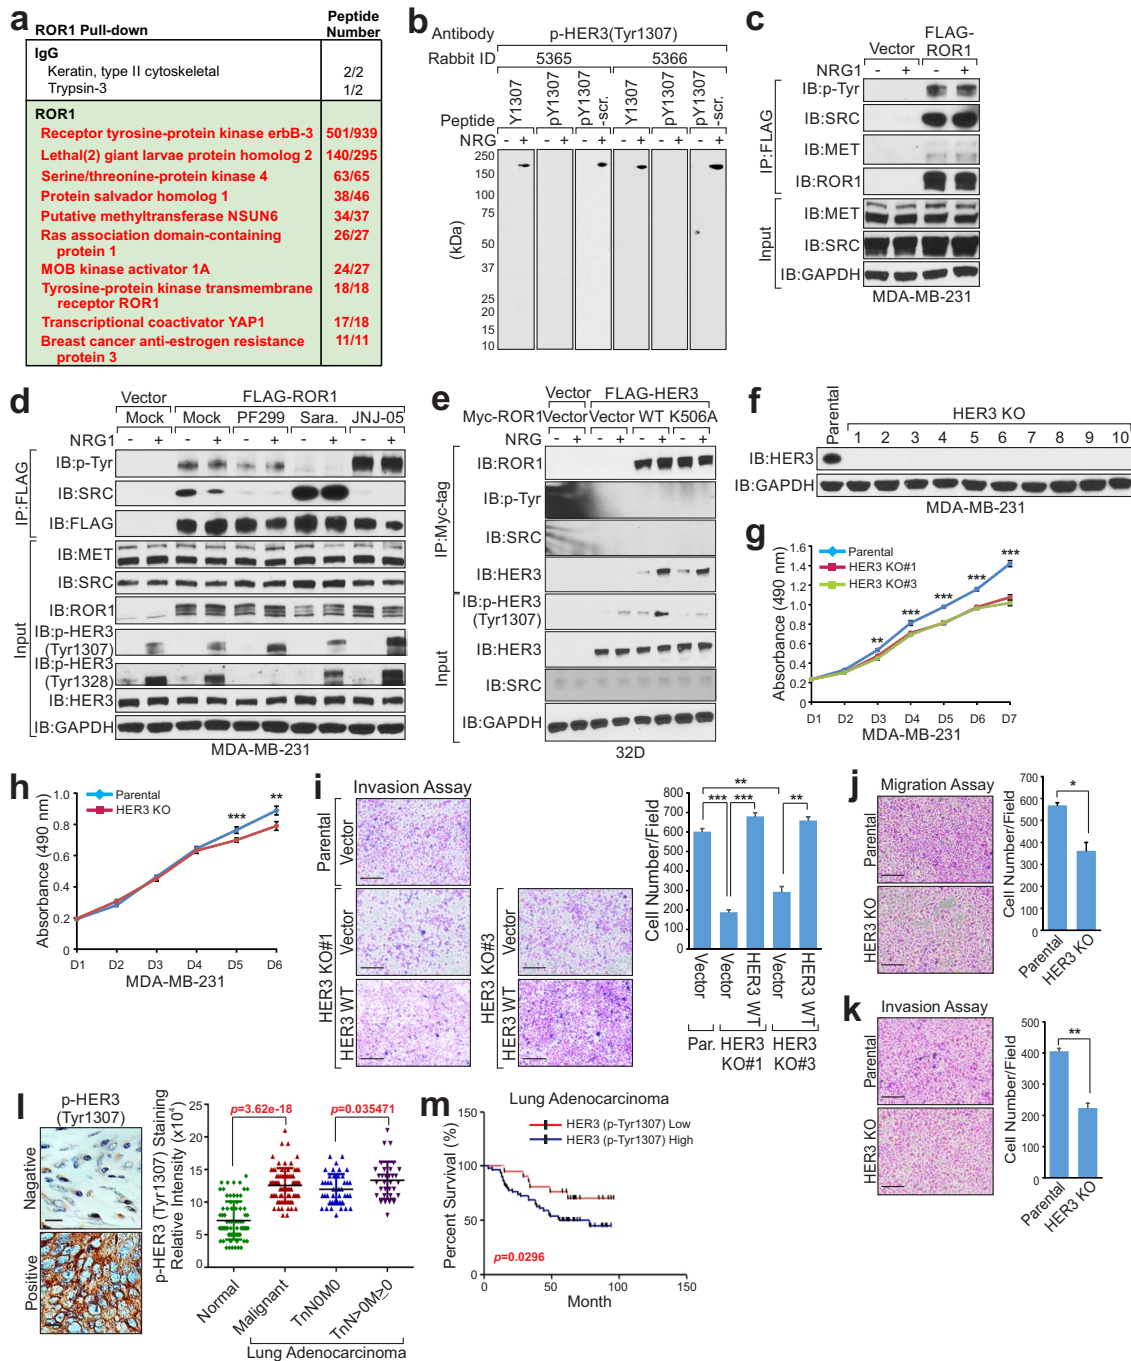 a
ROR1 Pull-down
Peptide Number
IgG
Keratin, type II cytoskeletal 2/2
Trypsin-3 1/2
ROR1
Receptor tyrosine-protein kinase erbB-3 501/939
Lethal(2) giant larvae protein homolog 2 140/295
Serine/threonine-protein kinase 4 63/65
Protein salvador homolog 1 38/46
Putative methyltransferase NSUN6 34/37
Ras association domain-containing protein 1 26/27
MOB kinase activator 1A 24/27
Tyrosine-protein kinase transmembrane receptor ROR1 18/18
Transcriptional coactivator YAP1 17/18
Breast cancer anti-estrogen resistance protein 3 11/11
b
Antibody p-HER3(Tyr1307)
Rabbit ID 5365 5366
Peptide Y1307 pY1307 pY1307-scr. Y1307 pY1307 pY1307-scr.
NRG - + - + - + - + - + - +
(kDa)
250
150
100
75
50
37
25
20
15
10
c
Vector FLAG-ROR1
NRG1 - + - +
IP:FLAG
IB:p-Tyr
IB:SRC
IB:MET
IB:ROR1
Input
IB:MET
IB:SRC
IB:GAPDH
MDA-MB-231
d
Vector FLAG-ROR1
Mock Mock PF299 Sara. JNJ-05
NRG1 - + - + - + - + - +
IP:FLAG
IB:p-Tyr
IB:SRC
IB:FLAG
Input
IB:MET
IB:SRC
IB:ROR1
IB:p-HER3 (Tyr1307)
IB:p-HER3 (Tyr1328)
IB:HER3
IB:GAPDH
MDA-MB-231
e
Vector FLAG-HER3
Myc-ROR1 Vector Vector WT K506A
NRG - + - + - + - +
IP:Myc-tag
IB:ROR1
IB:p-Tyr
IB:SRC
IB:HER3
Input
IB:p-HER3 (Tyr1307)
IB:HER3
IB:SRC
IB:GAPDH
32D
f
Parental
HER3 KO
1 2 3 4 5 6 7 8 9 10
IB:HER3
IB:GAPDH
MDA-MB-231
g
Parental
HER3 KO#1
HER3 KO#3
Absorbance (490 nm)
1.6
1.4
1.2
1.0
0.8
0.6
0.4
0.2
0
** *** *** *** ***
D1 D2 D3 D4 D5 D6 D7
MDA-MB-231
h
Parental
HER3 KO
Absorbance (490 nm)
1.0
0.8
0.6
0.4
0.2
0
*** **
D1 D2 D3 D4 D5 D6
MDA-MB-231
i
Invasion Assay
Parental
Vector
HER3 KO#1
Vector
HER3 WT
HER3 KO#3
Vector
HER3 WT
Cell Number/Field
800
700
600
500
400
300
200
100
0
**
*** *** **
Vector Vector HER3 WT Vector HER3 WT
Par. HER3 KO#1 HER3 KO#3
j
Migration Assay
Parental
HER3 KO
Cell Number/Field
700
600
500
400
300
200
100
0
*
Parental HER3 KO
k
Invasion Assay
Parental
HER3 KO
Cell Number/Field
500
400
300
200
100
0
**
Parental HER3 KO
l
p-HER3 (Tyr1307)
Nagative
Positive
p-HER3 (Tyr1307) Staining
Relative Intensity (x10⁴)
25
20
15
10
5
0
p=3.62e-18
p=0.035471
Normal Malignant TnN0M0 TnN>0M≥0
Lung Adenocarcinoma
m
Lung Adenocarcinoma
HER3 (p-Tyr1307) Low
HER3 (p-Tyr1307) High
Percent Survival (%)
150
100
50
0
p=0.0296
0 50 100 150
Month